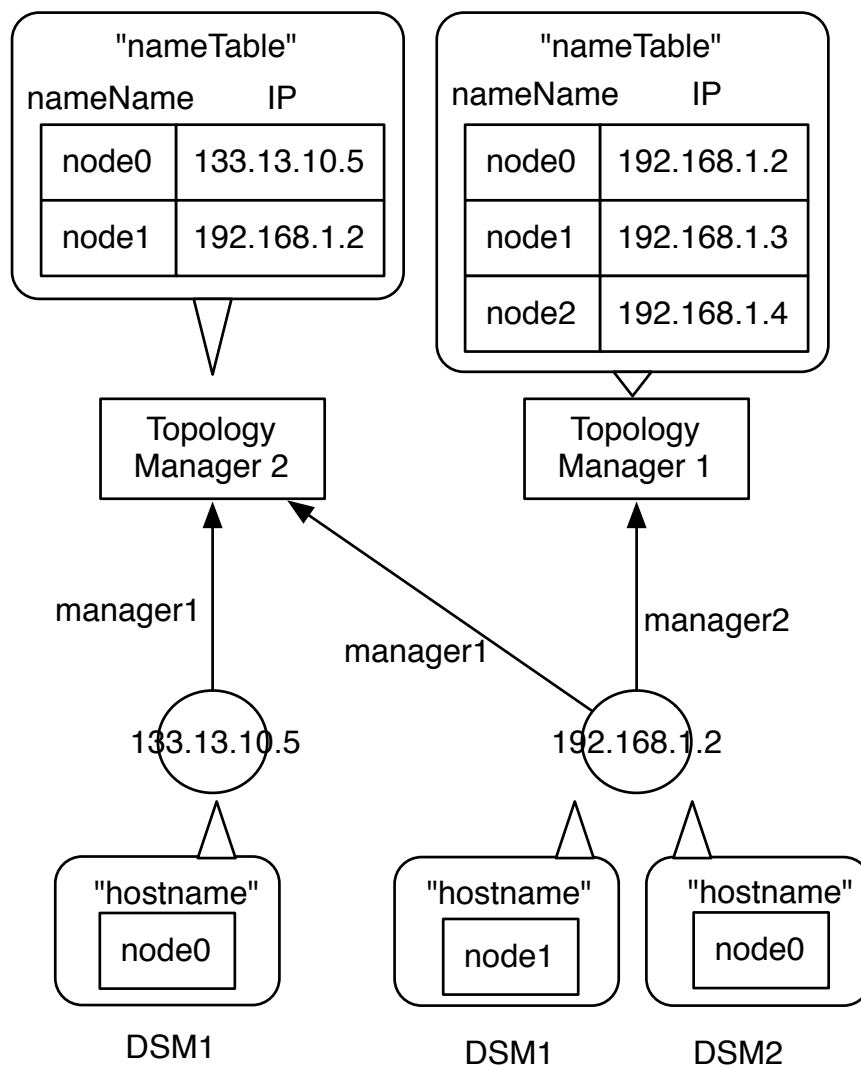 "nameTable"
nameName IP
node0 133.13.10.5
node1 192.168.1.2
"nameTable"
nameName IP
node0 192.168.1.2
node1 192.168.1.3
node2 192.168.1.4
Topology
Manager 2
Topology
Manager 1
manager1
manager1
manager2
133.13.10.5
192.168.1.2
"hostname"
node0
DSM1
"hostname"
node1
DSM1
"hostname"
node0
DSM2